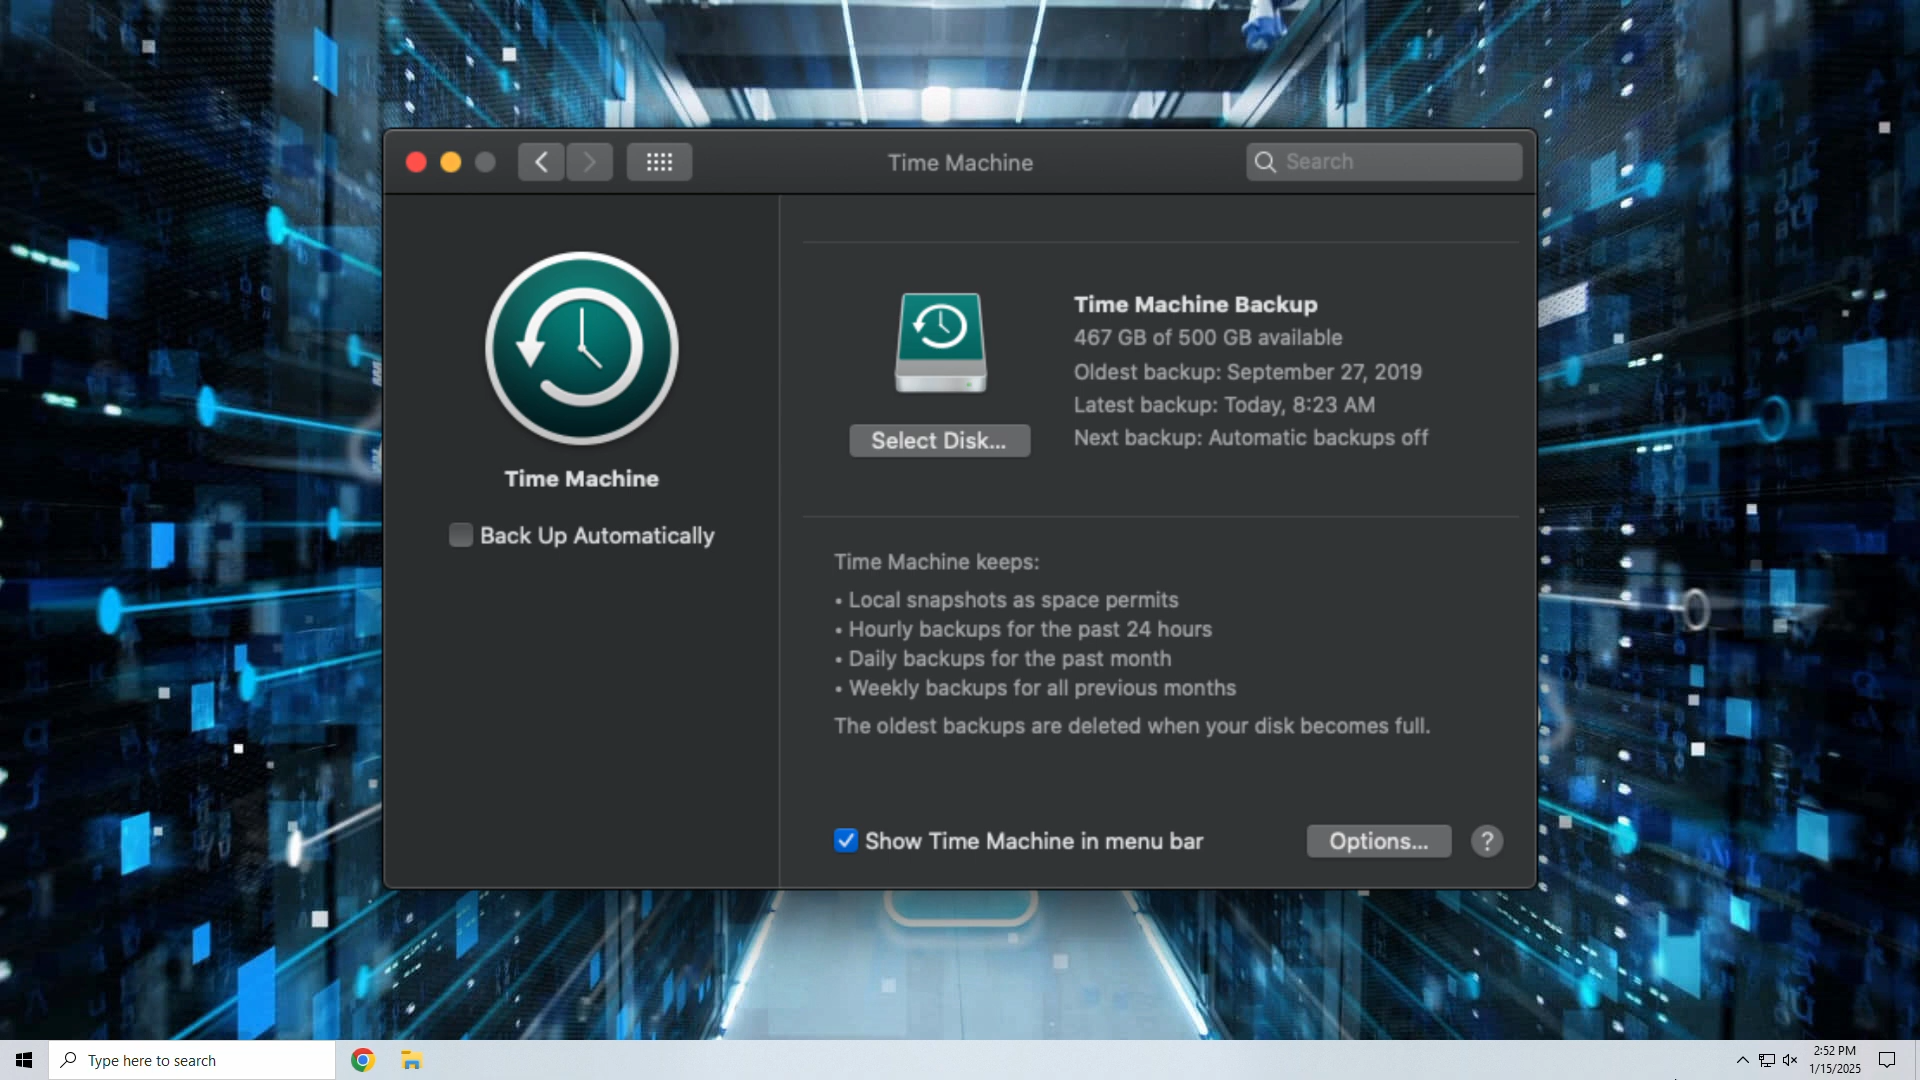 Time Machine
Search
Time Machine
Back Up Automatically
Select Disk...
Time Machine Backup
467 GB of 500 GB available
Oldest backup: September 27, 2019
Latest backup: Today, 8:23 AM
Next backup: Automatic backups off
Time Machine keeps:
• Local snapshots as space permits
• Hourly backups for the past 24 hours
• Daily backups for the past month
• Weekly backups for all previous months
The oldest backups are deleted when your disk becomes full.
Show Time Machine in menu bar
Options...
?
Type here to search
2:52 PM
1/15/2025